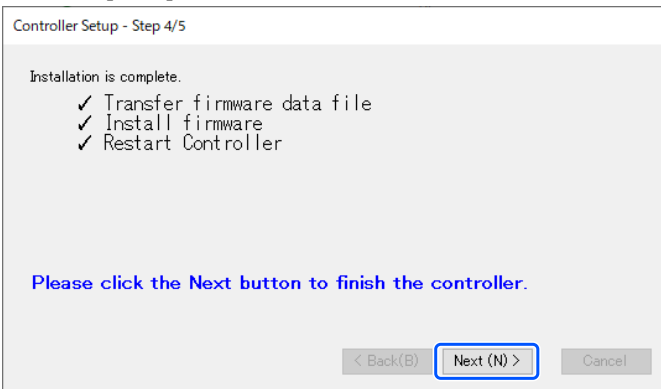 Controller Setup - Step 4/5
Installation is complete.
✓ Transfer firmware data file
✓ Install firmware
✓ Restart Controller
Please click the Next button to finish the controller.
< Back(B) Next (N) > Cancel